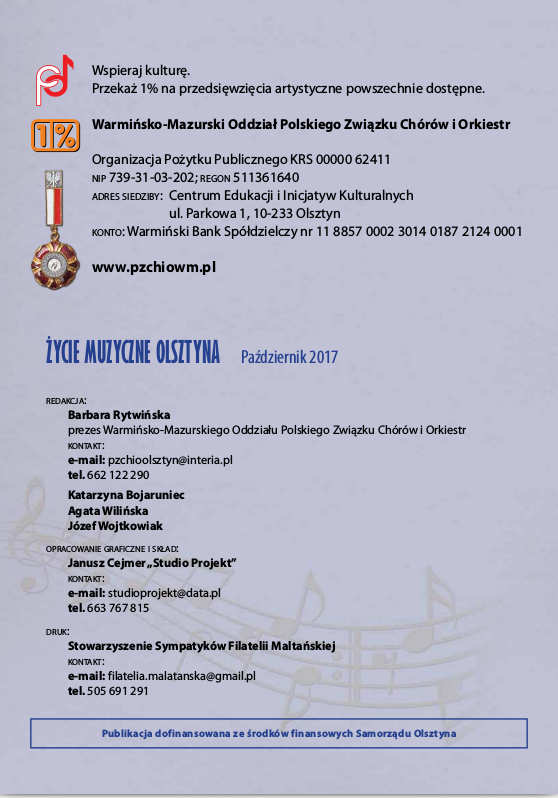 Wspieraj kulturę.
Przekaż 1% na przedsięwzięcia artystyczne powszechnie dostępne.
1%
Warmińsko-Mazurski Oddział Polskiego Związku Chórów i Orkiestr
Organizacja Pożytku Publicznego KRS 00000 62411
NIP 739-31-03-202; REGON 511361640
ADRES SIEDZIBY: Centrum Edukacji i Inicjatyw Kulturalnych
ul. Parkowa 1, 10-233 Olsztyn
KONTO: Warmiński Bank Spółdzielczy nr 11 8857 0002 3014 0187 2124 0001
www.pzchiowm.pl
ŻYCIE MUZYCZNE OLSZTYNA Październik 2017
REDAKCJA:
Barbara Rytwińska
prezes Warmińsko-Mazurskiego Oddziału Polskiego Związku Chórów i Orkiestr
KONTAKT:
e-mail: pzchioolsztyn@interia.pl
tel. 662 122 290
Katarzyna Bojaruniec
Agata Wilińska
Józef Wojtkowiak
OPRACOWANIE GRAFICZNE I SKŁAD:
Janusz Cejmer „Studio Projekt”
KONTAKT:
e-mail: studioprojekt@data.pl
tel. 663 767 815
DRUK:
Stowarzyszenie Sympatyków Filatelii Maltańskiej
KONTAKT:
e-mail: filatelia.malatanska@gmail.pl
tel. 505 691 291
Publikacja dofinansowana ze środków finansowych Samorządu Olsztyna